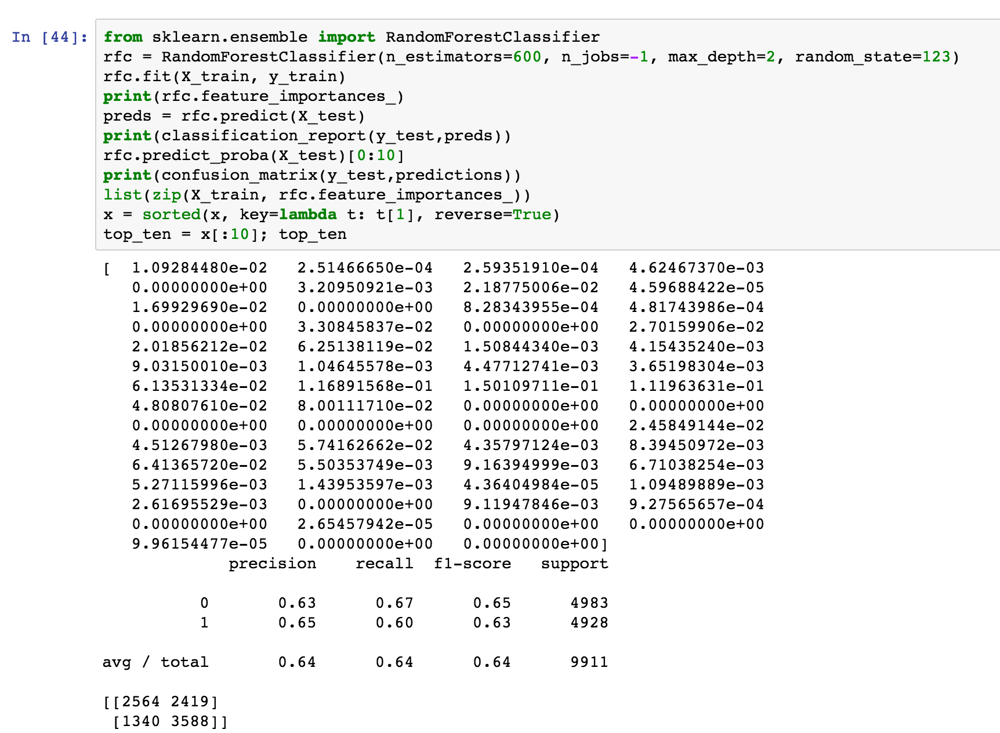 In [44]: from sklearn.ensemble import RandomForestClassifier
rfc = RandomForestClassifier(n_estimators=600, n_jobs=-1, max_depth=2, random_state=123)
rfc.fit(X_train, y_train)
print(rfc.feature_importances_)
preds = rfc.predict(X_test)
print(classification_report(y_test,preds))
rfc.predict_proba(X_test)[0:10]
print(confusion_matrix(y_test,predictions))
list(zip(X_train, rfc.feature_importances_))
x = sorted(x, key=lambda t: t[1], reverse=True)
top_ten = x[:10]; top_ten
[  1.09284480e-02   2.51466650e-04   2.59351910e-04   4.62467370e-03
   0.00000000e+00   3.20950921e-03   2.18775006e-02   4.59688422e-05
   1.69929690e-02   0.00000000e+00   8.28343955e-04   4.81743986e-04
   0.00000000e+00   3.30845837e-02   0.00000000e+00   2.70159906e-02
   2.01856212e-02   6.25138119e-02   1.50844340e-03   4.15435240e-03
   9.03150010e-03   1.04645578e-03   4.47712741e-03   3.65198304e-03
   6.13531334e-02   1.16891568e-01   1.50109711e-01   1.11963631e-01
   4.80807610e-02   8.00111710e-02   0.00000000e+00   0.00000000e+00
   0.00000000e+00   0.00000000e+00   0.00000000e+00   2.45849144e-02
   4.51267980e-03   5.74162662e-02   4.35797124e-03   8.39450972e-03
   6.41365720e-02   5.50353749e-03   9.16394999e-03   6.71038254e-03
   5.27115996e-03   1.43953597e-03   4.36404984e-05   1.09489889e-03
   2.61695529e-03   0.00000000e+00   9.11947846e-03   9.27565657e-04
   0.00000000e+00   2.65457942e-05   0.00000000e+00   0.00000000e+00
   9.96154477e-05   0.00000000e+00   0.00000000e+00]
             precision    recall  f1-score   support
          0       0.63      0.67      0.65      4983
          1       0.65      0.60      0.63      4928
avg / total       0.64      0.64      0.64      9911
[[2564 2419]
 [1340 3588]]